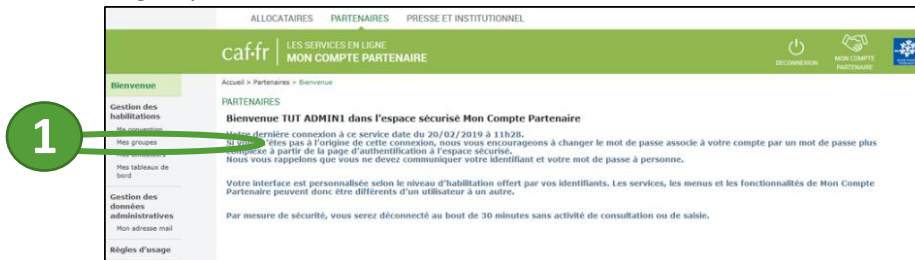 ALLOCATAIRES PARTENAIRES PRESSE ET INSTITUTIONNEL
caf.fr LES SERVICES EN LIGNE
MON COMPTE PARTENAIRE
DECONNEXION
MON COMPTE
PARTENAIRE
Bienvenue
Accueil > Partenaires > Bienvenue
Gestion des
habilitations
Ma convention
Mes groupes
Mes tableaux de
bord
Gestion des
données
administratives
Mon adresse mail
Règles d'usage
1
PARTENAIRES
Bienvenue TUT ADMIN1 dans l'espace sécurisé Mon Compte Partenaire
Votre dernière connexion à ce service date du 20/02/2019 à 11h28.
Si vous n'êtes pas à l'origine de cette connexion, nous vous encourageons à changer le mot de passe associé à votre compte par un mot de passe plus
complexe à partir de la page d'authentification à l'espace sécurisé.
Nous vous rappelons que vous ne devez communiquer votre identifiant et votre mot de passe à personne.
Votre interface est personnalisée selon le niveau d'habilitation offert par vos identifiants. Les services, les menus et les fonctionnalités de Mon Compte
Partenaire peuvent donc être différents d'un utilisateur à un autre.
Par mesure de sécurité, vous serez déconnecté au bout de 30 minutes sans activité de consultation ou de saisie.